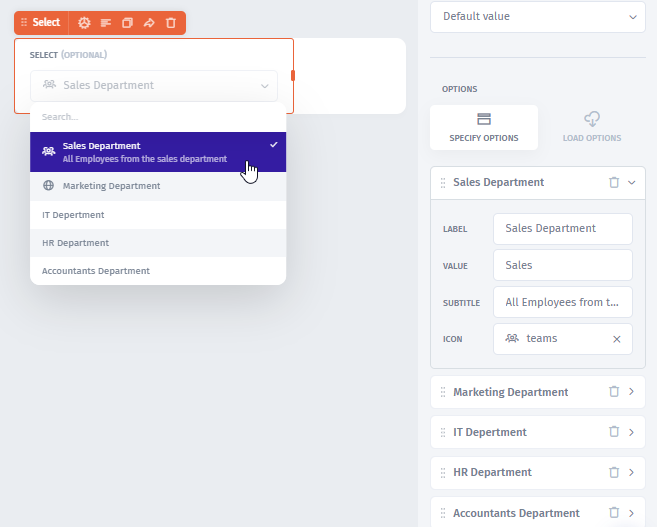 Select
SELECT (OPTIONAL)
Sales Department
Search...
Sales Department
All Employees from the sales department
Marketing Department
IT Depertment
HR Department
Accountants Department
Default value
OPTIONS
SPECIFY OPTIONS
LOAD OPTIONS
Sales Department
LABEL
Sales Department
VALUE
Sales
SUBTITLE
All Employees from t...
ICON
teams
Marketing Department
IT Depertment
HR Department
Accountants Department